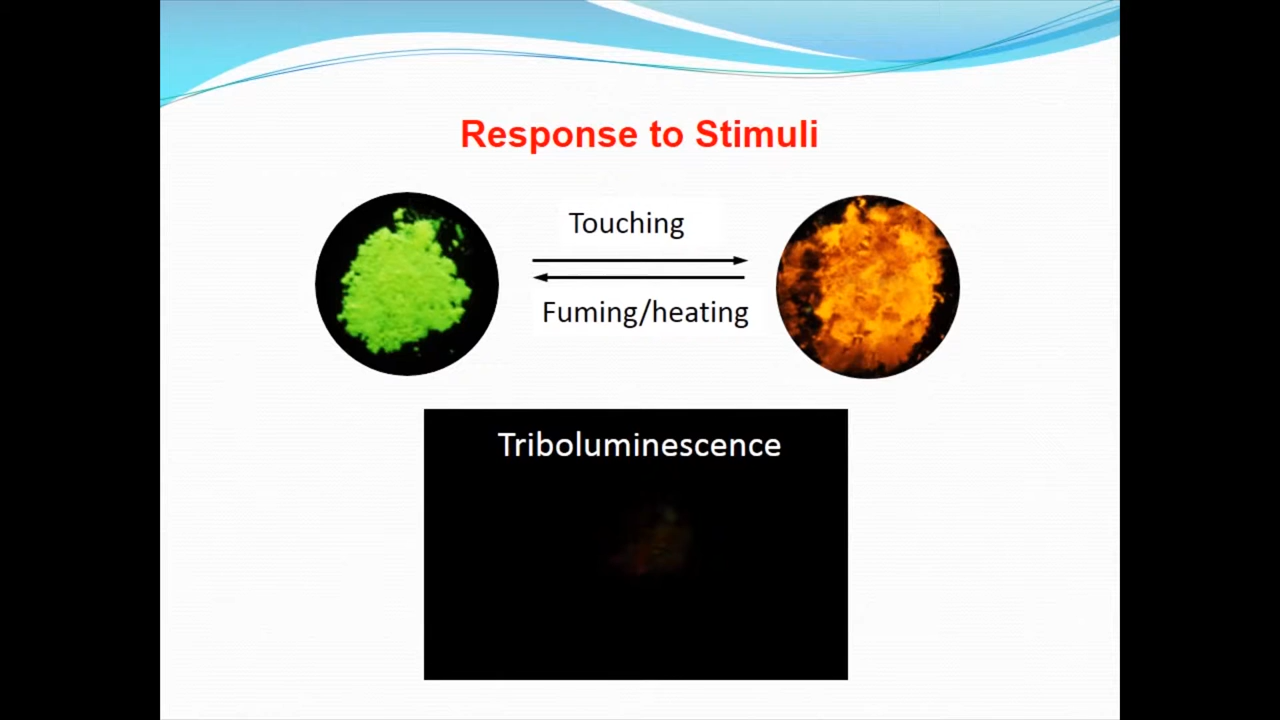 Response to Stimuli
Touching
Fuming/heating
Triboluminescence